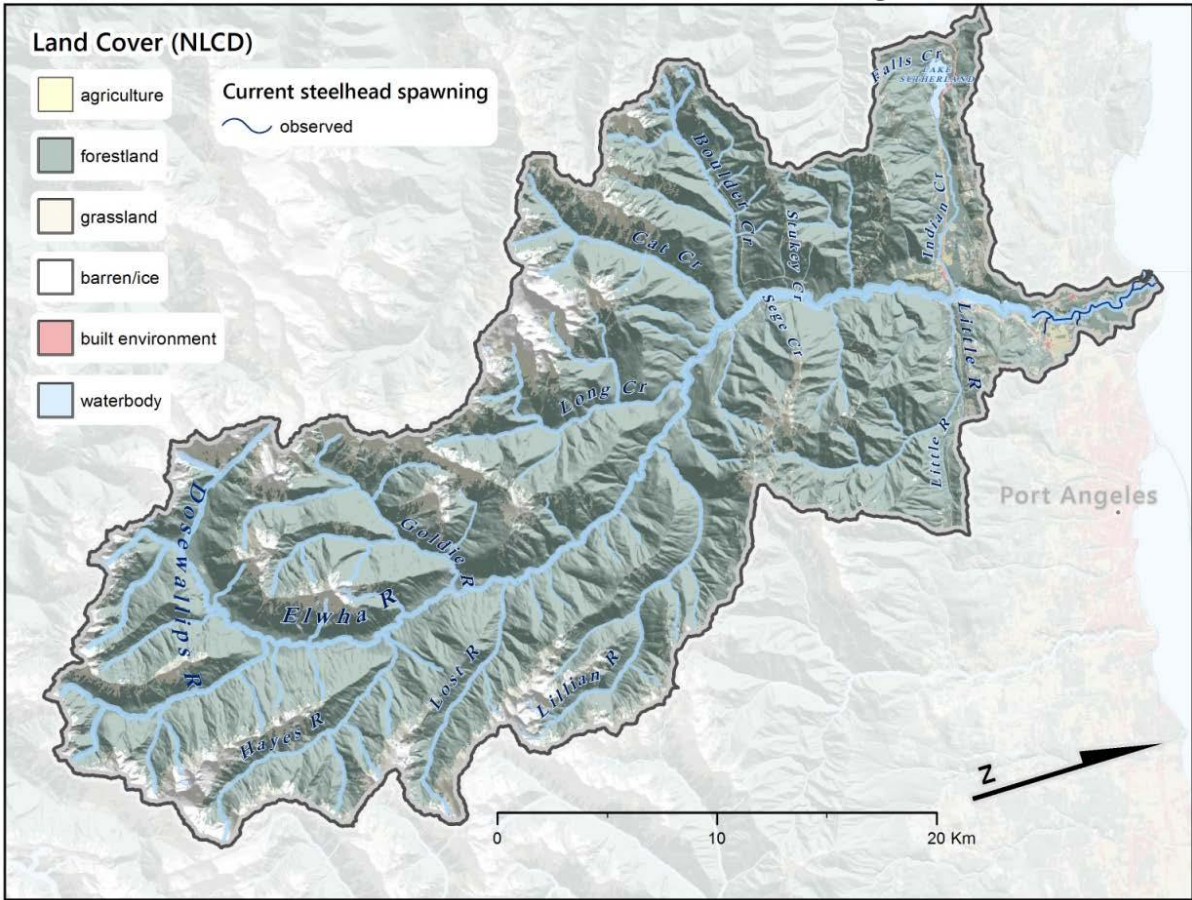 Land Cover (NLCD)
agriculture
forestland
grassland
barren/ice
built environment
waterbody
Current steelhead spawning
observed
Falls Cr
LAKE
SUTHERLAND
Boulder Cr
Stukey Cr
Indian Cr
Cat Cr
Sege Cr
Little R
Long Cr
Little R
Port Angeles
Dosewallips R
Goldie R
Elwha R
Lost R
Lillian R
Hayes R
Z
0
10
20 Km